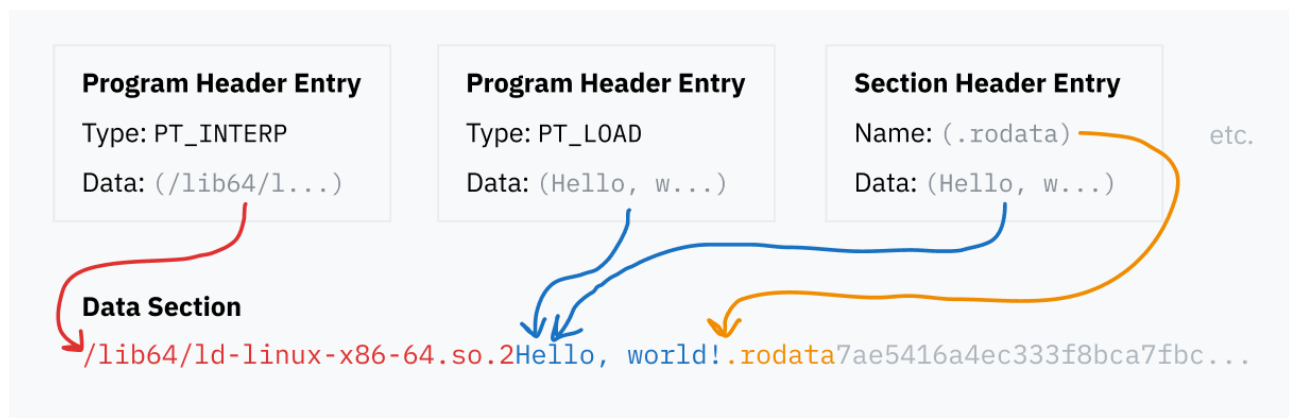 Program Header Entry
Type: PT_INTERP
Data: (/lib64/l...)
Program Header Entry
Type: PT_LOAD
Data: (Hello, w...)
Section Header Entry
Name: (.rodata)
Data: (Hello, w...)
etc.
Data Section
/lib64/ld-linux-x86-64.so.2Hello, world!.rodata7ae5416a4ec333f8bca7fbc...